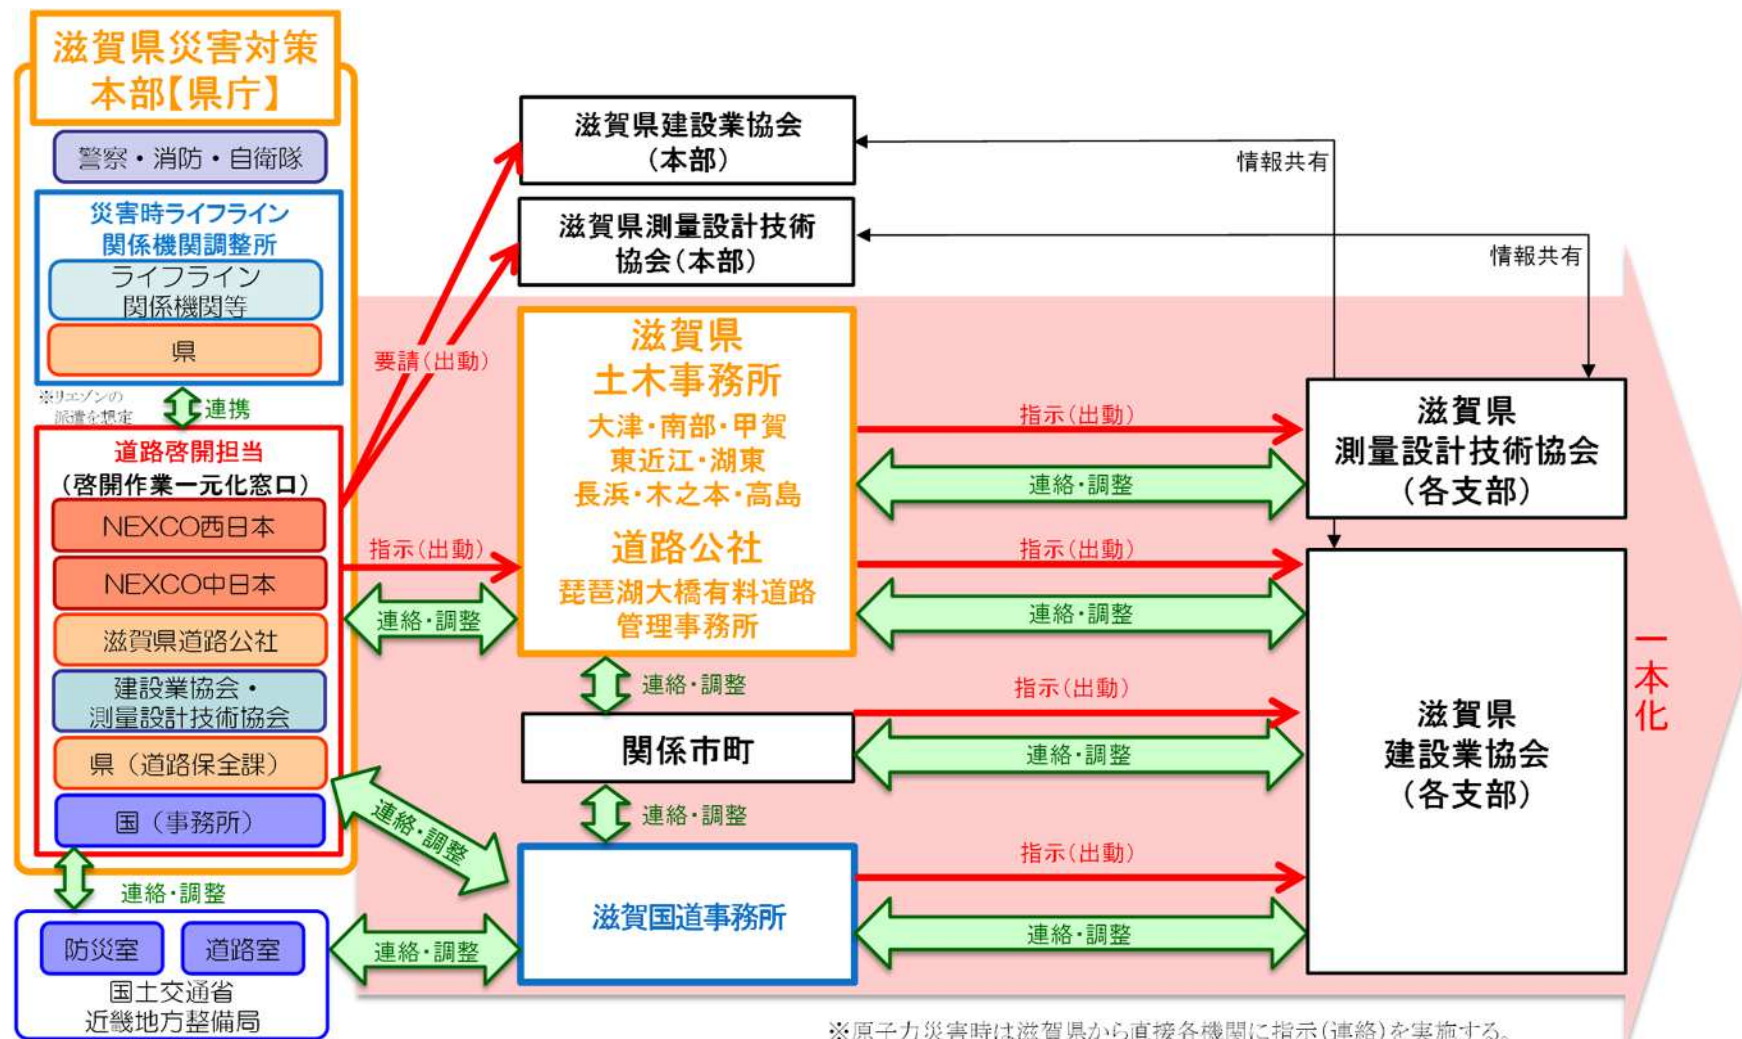 滋賀県災害対策
本部【県庁】
警察・消防・自衛隊
災害時ライフライン
関係機関調整所
ライフライン
関係機関等
県
※リエゾンの
派遣を想定
連携
道路啓開担当
(啓開作業一元化窓口)
NEXCO西日本
NEXCO中日本
滋賀県道路公社
建設業協会・
測量設計技術協会
県（道路保全課）
国（事務所）
連絡・調整
防災室
道路室
国土交通省
近畿地方整備局
要請(出動)
指示(出動)
連絡・調整
連絡・調整
連絡・調整
滋賀県建設業協会
(本部)
滋賀県測量設計技術
協会(本部)
滋賀県
土木事務所
大津・南部・甲賀
東近江・湖東
長浜・木之本・高島
道路公社
琵琶湖大橋有料道路
管理事務所
連絡・調整
関係市町
連絡・調整
滋賀国道事務所
情報共有
情報共有
指示(出動)
連絡・調整
指示(出動)
連絡・調整
指示(出動)
連絡・調整
指示(出動)
連絡・調整
滋賀県
測量設計技術協会
(各支部)
滋賀県
建設業協会
(各支部)
一本化
※原子力災害時は滋賀県から直接各機関に指示(連絡)を実施する。